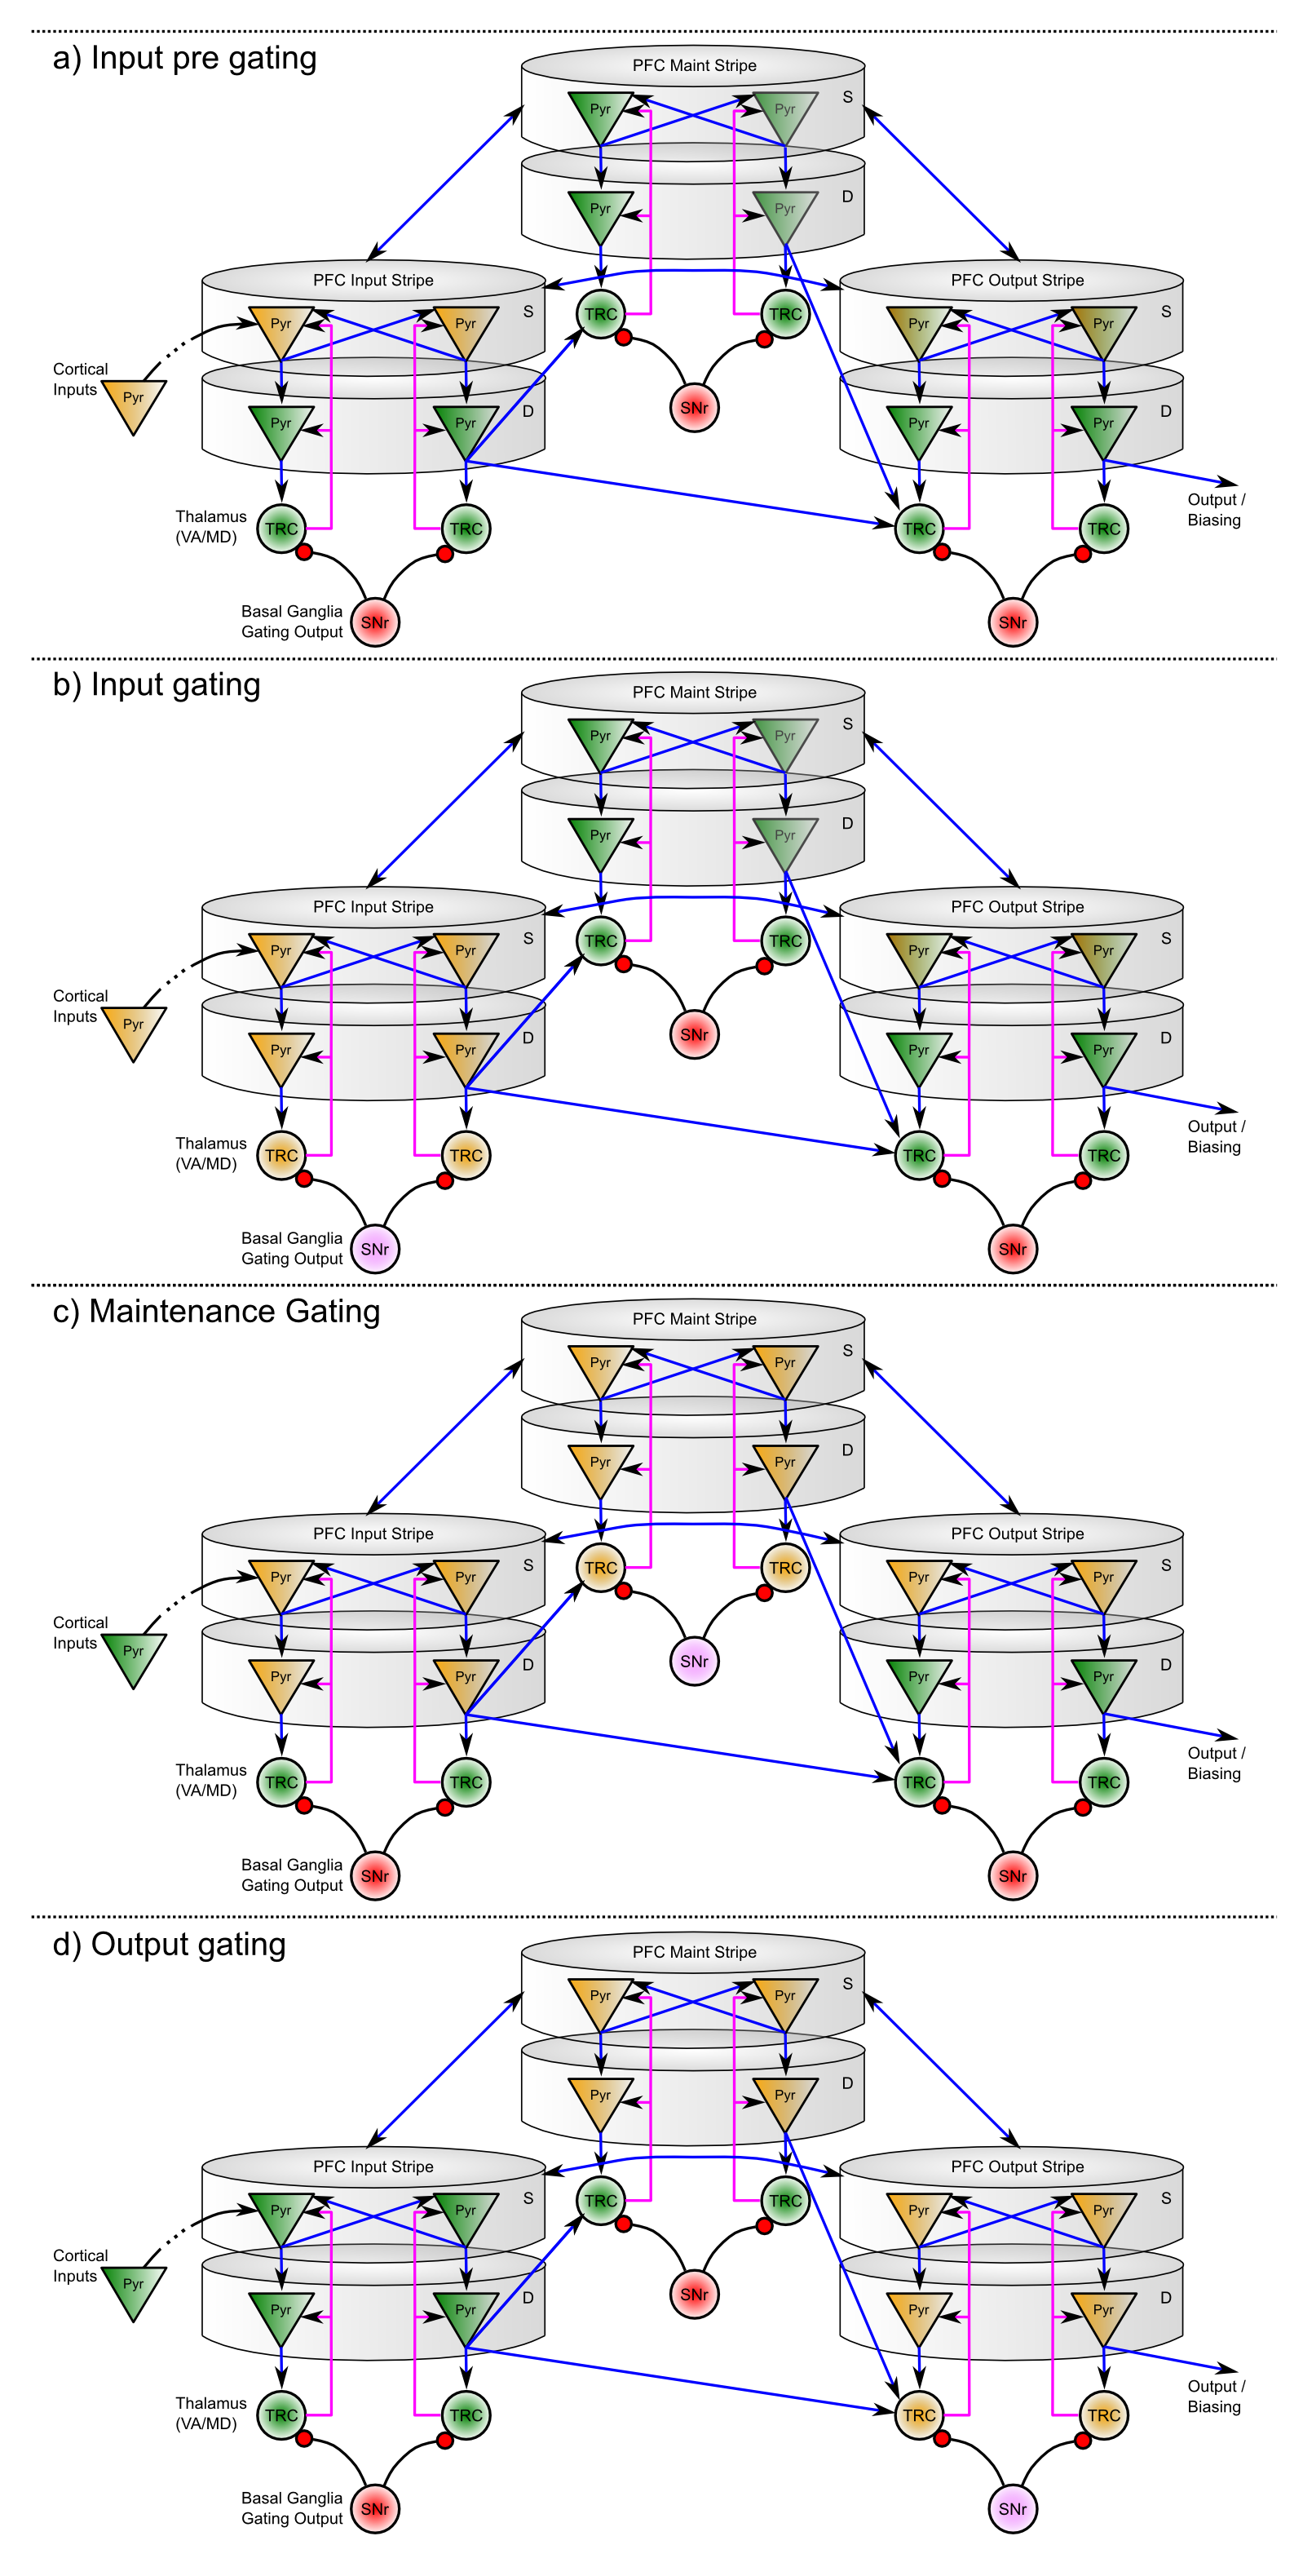 a) Input pre gating
PFC Maint Stripe
Pyr
Pyr
S
Pyr
Pyr
D
PFC Input Stripe
PFC Output Stripe
TRC
TRC
Pyr
Pyr
S
Pyr
Pyr
S
Cortical
Inputs
Pyr
SNr
Pyr
Pyr
D
Pyr
Pyr
D
Output /
Biasing
Thalamus
(VA/MD)
TRC
TRC
TRC
TRC
Basal Ganglia
Gating Output
SNr
SNr
b) Input gating
PFC Maint Stripe
Pyr
Pyr
S
Pyr
Pyr
D
PFC Input Stripe
PFC Output Stripe
TRC
TRC
Pyr
Pyr
S
Pyr
Pyr
S
Cortical
Inputs
Pyr
SNr
Pyr
Pyr
D
Pyr
Pyr
D
Output /
Biasing
Thalamus
(VA/MD)
TRC
TRC
TRC
TRC
Basal Ganglia
Gating Output
SNr
SNr
c) Maintenance Gating
PFC Maint Stripe
Pyr
Pyr
S
Pyr
Pyr
D
PFC Input Stripe
PFC Output Stripe
TRC
TRC
Pyr
Pyr
S
Pyr
Pyr
S
Cortical
Inputs
Pyr
SNr
Pyr
Pyr
D
Pyr
Pyr
D
Output /
Biasing
Thalamus
(VA/MD)
TRC
TRC
TRC
TRC
Basal Ganglia
Gating Output
SNr
SNr
d) Output gating
PFC Maint Stripe
Pyr
Pyr
S
Pyr
Pyr
D
PFC Input Stripe
PFC Output Stripe
TRC
TRC
Pyr
Pyr
S
Pyr
Pyr
S
Cortical
Inputs
Pyr
SNr
Pyr
Pyr
D
Pyr
Pyr
D
Output /
Biasing
Thalamus
(VA/MD)
TRC
TRC
TRC
TRC
Basal Ganglia
Gating Output
SNr
SNr